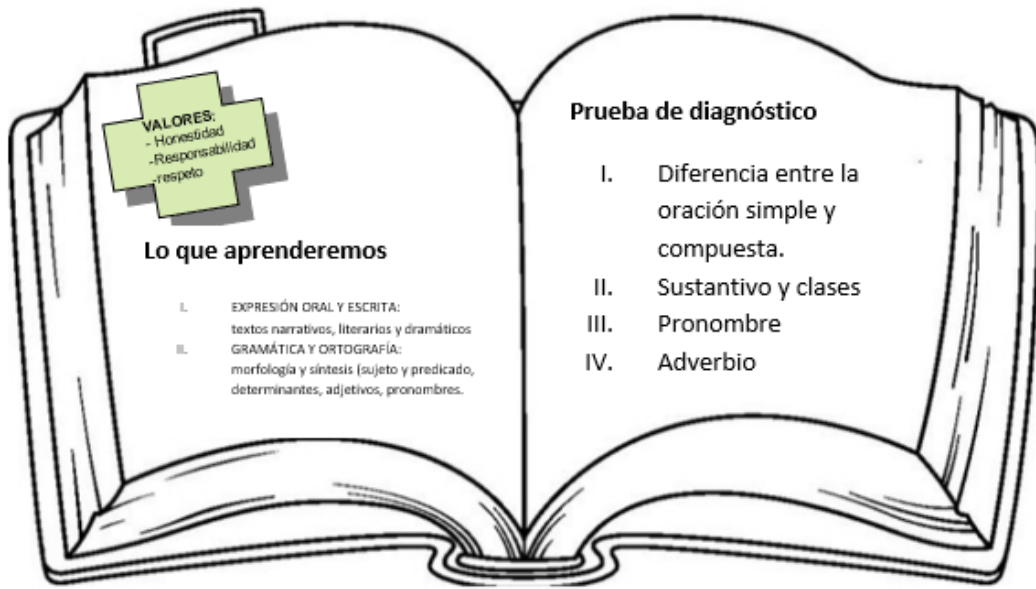 VALORES:
- Honestidad
-Responsabilidad
-respeto
Lo que aprenderemos
I. EXPRESIÓN ORAL Y ESCRITA:
textos narrativos, literarios y dramáticos
II. GRAMÁTICA Y ORTOGRAFÍA:
morfología y síntesis (sujeto y predicado,
determinantes, adjetivos, pronombres.
Prueba de diagnóstico
I. Diferencia entre la
oración simple y
compuesta.
II. Sustantivo y clases
III. Pronombre
IV. Adverbio